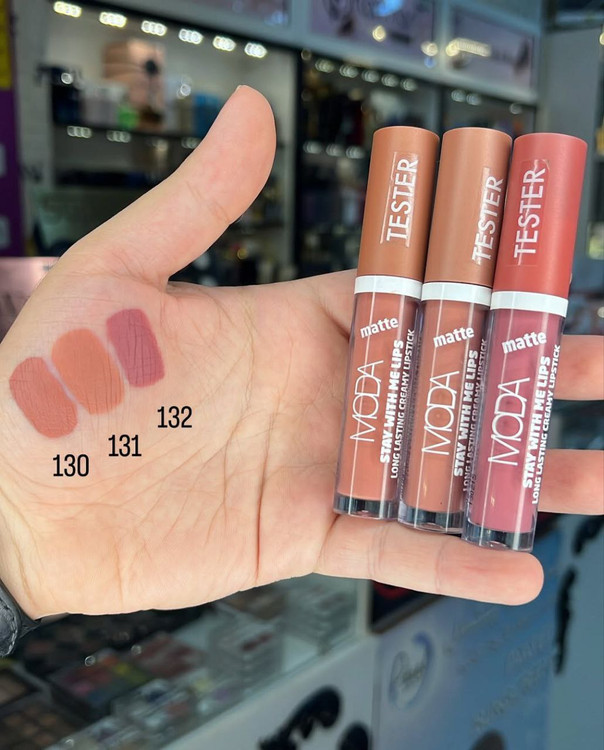 TESTER
matte
MODA
STAY WITH ME LIPS
LONG LASTING CREAMY LIPSTICK
TESTER
matte
MODA
STAY WITH ME LIPS
LONG LASTING CREAMY LIPSTICK
TESTER
matte
MODA
STAY WITH ME LIPS
LONG LASTING CREAMY LIPSTICK
130
131
132